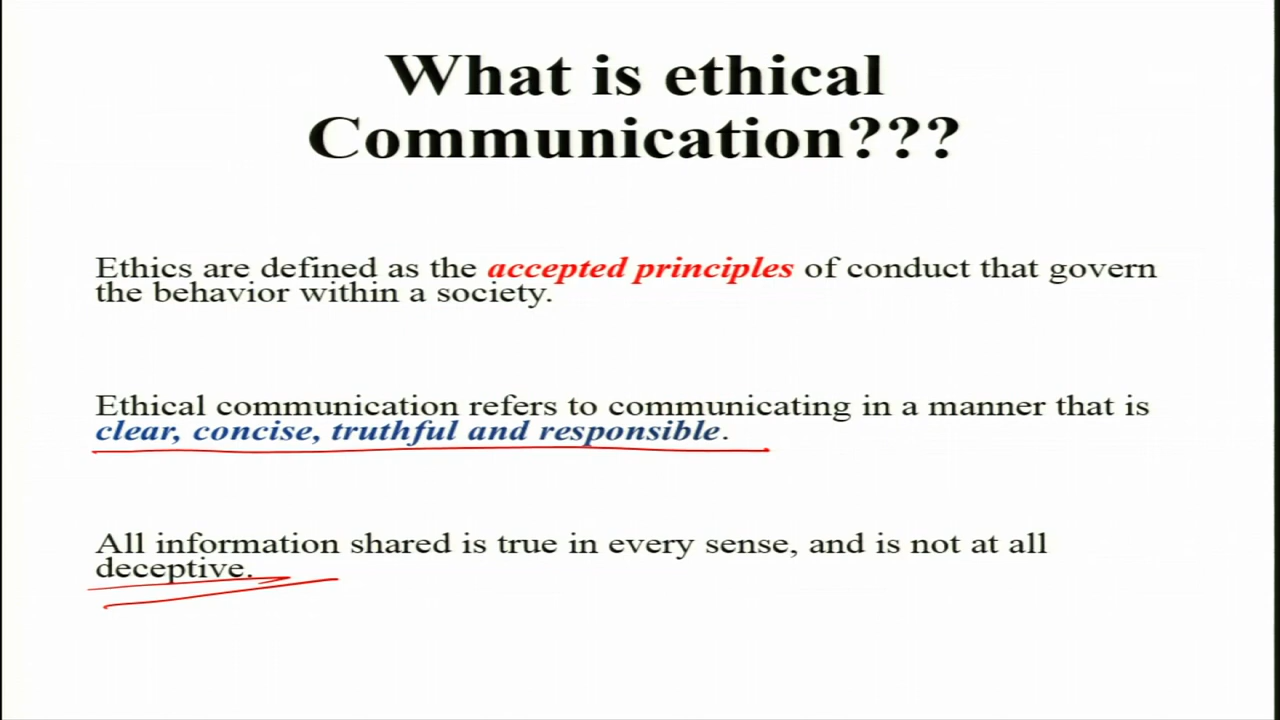 What is ethical
Communication???
Ethics are defined as the accepted principles of conduct that govern
the behavior within a society.
Ethical communication refers to communicating in a manner that is
clear, concise, truthful and responsible.
All information shared is true in every sense, and is not at all
deceptive.